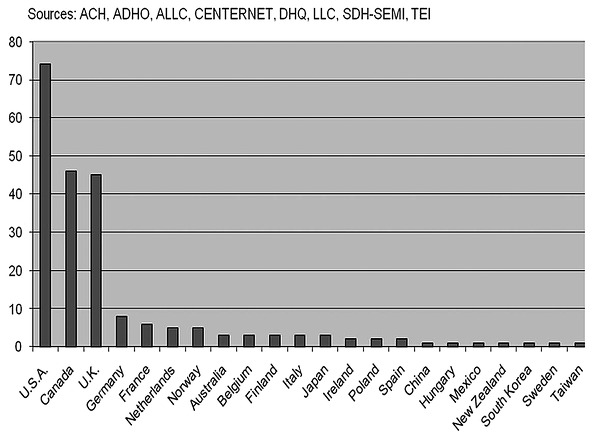 Sources: ACH, ADHO, ALLC, CENTERNET, DHQ, LLC, SDH-SEMI, TEI
80
70
60
50
40
30
20
10
0
U.S.A.
Canada
U.K.
Germany
France
Netherlands
Norway
Australia
Belgium
Finland
Italy
Japan
Ireland
Poland
Spain
China
Hungary
Mexico
New Zealand
South Korea
Sweden
Taiwan